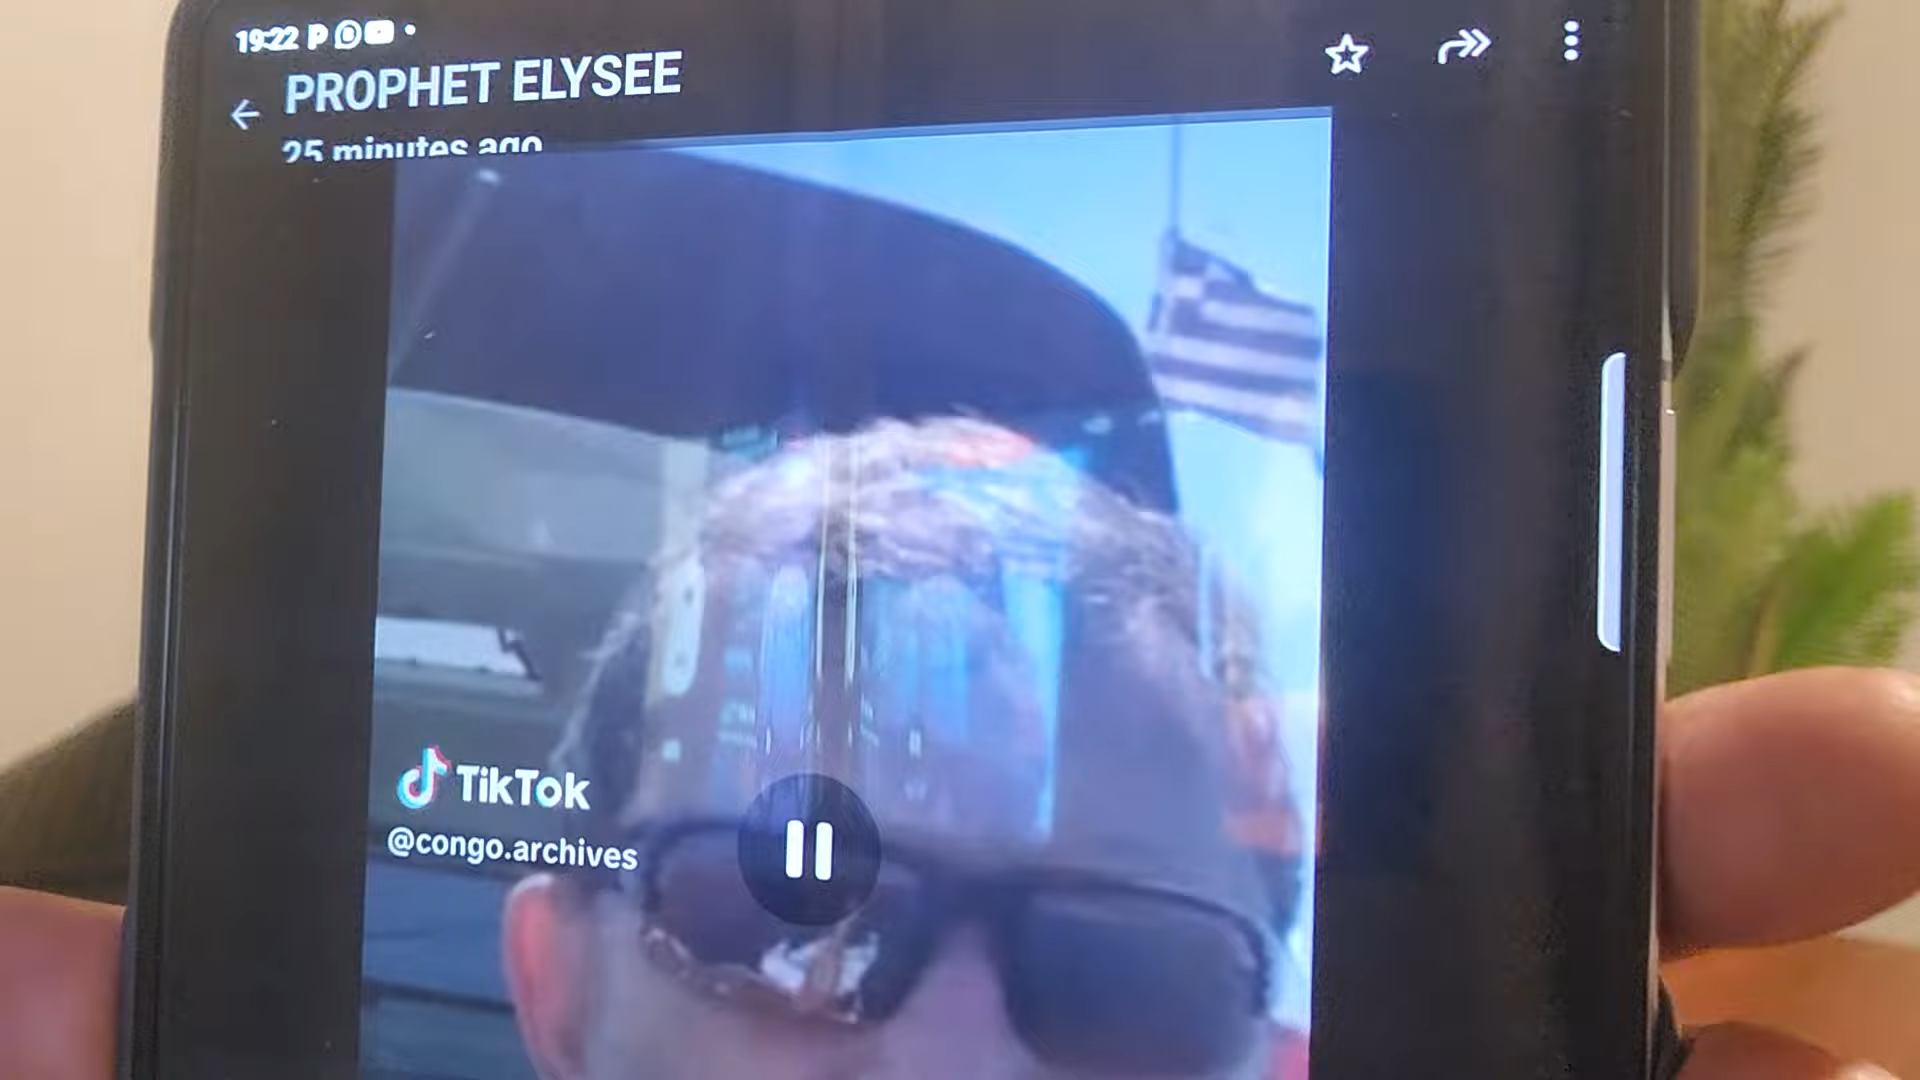 19:22
PROPHET ELYSEE
25 minutes ago
TikTok
@congo.archives